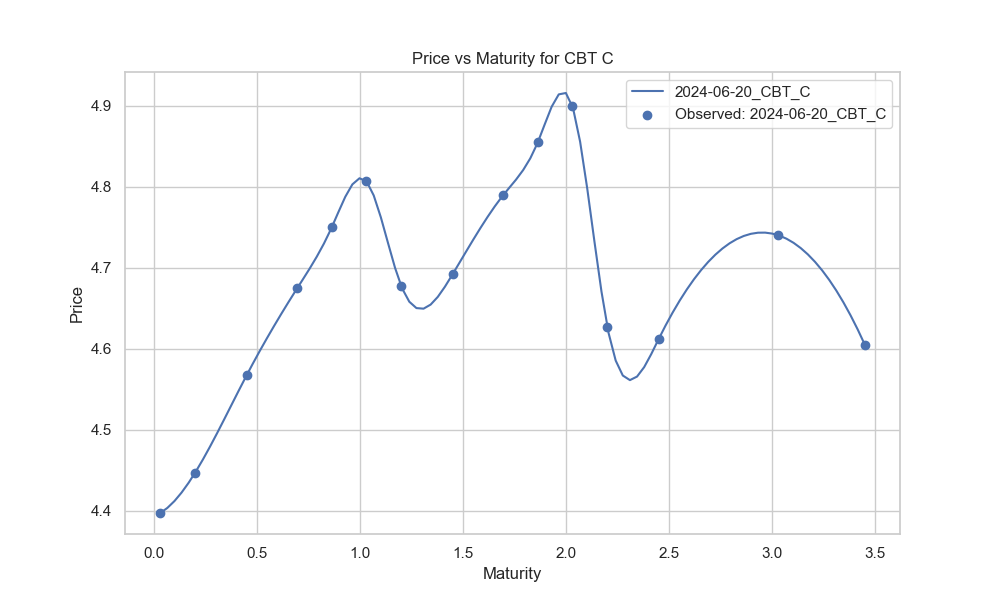 Price vs Maturity for CBT C
2024-06-20_CBT_C
Observed: 2024-06-20_CBT_C
Price
4.9
4.8
4.7
4.6
4.5
4.4
0.0 0.5 1.0 1.5 2.0 2.5 3.0 3.5
Maturity